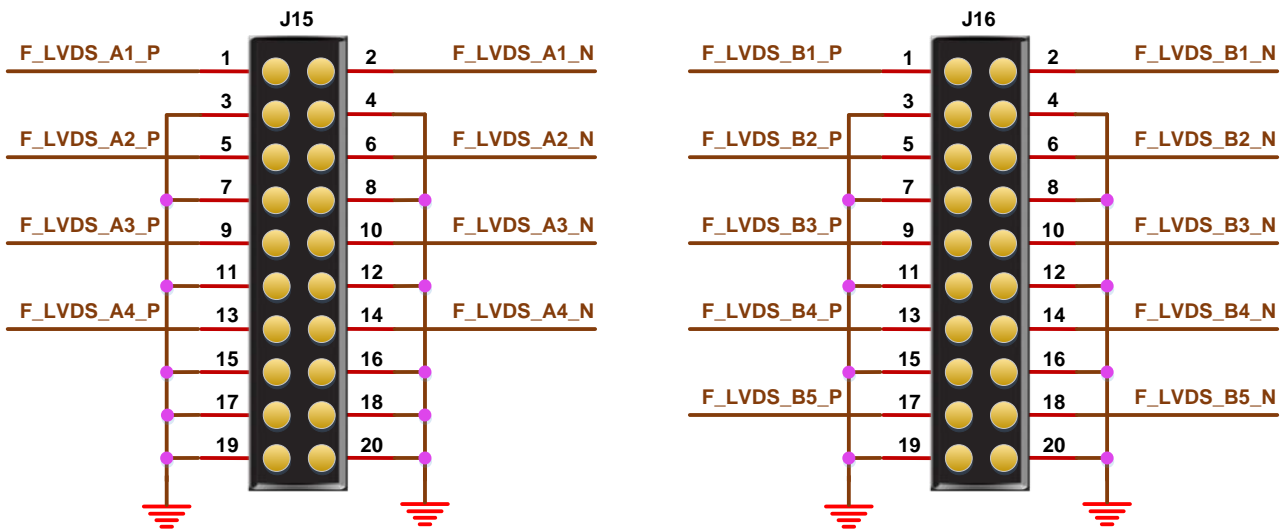 J15
F_LVDS_A1_P 1 2 F_LVDS_A1_N
3 4
F_LVDS_A2_P 5 6 F_LVDS_A2_N
7 8
F_LVDS_A3_P 9 10 F_LVDS_A3_N
11 12
F_LVDS_A4_P 13 14 F_LVDS_A4_N
15 16
17 18
19 20
J16
F_LVDS_B1_P 1 2 F_LVDS_B1_N
3 4
F_LVDS_B2_P 5 6 F_LVDS_B2_N
7 8
F_LVDS_B3_P 9 10 F_LVDS_B3_N
11 12
F_LVDS_B4_P 13 14 F_LVDS_B4_N
15 16
F_LVDS_B5_P 17 18 F_LVDS_B5_N
19 20